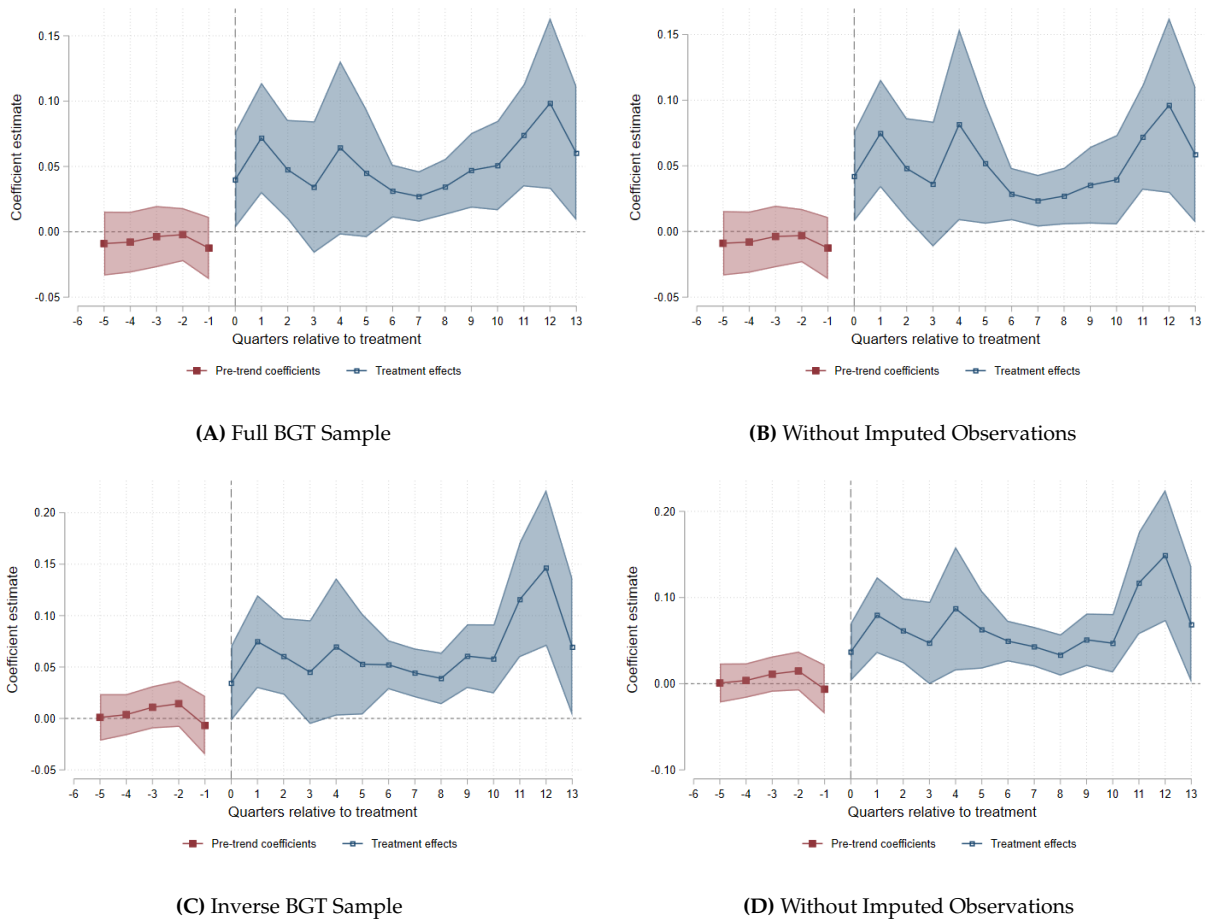 0.15
0.10
0.05
0.00
-0.05
Coefficient estimate
-6 -5 -4 -3 -2 -1 0 1 2 3 4 5 6 7 8 9 10 11 12 13
Quarters relative to treatment
Pre-trend coefficients Treatment effects
(A) Full BGT Sample
0.15
0.10
0.05
0.00
-0.05
Coefficient estimate
-6 -5 -4 -3 -2 -1 0 1 2 3 4 5 6 7 8 9 10 11 12 13
Quarters relative to treatment
Pre-trend coefficients Treatment effects
(B) Without Imputed Observations
0.20
0.15
0.10
0.05
0.00
-0.05
Coefficient estimate
-6 -5 -4 -3 -2 -1 0 1 2 3 4 5 6 7 8 9 10 11 12 13
Quarters relative to treatment
Pre-trend coefficients Treatment effects
(C) Inverse BGT Sample
0.20
0.10
0.00
-0.10
Coefficient estimate
-6 -5 -4 -3 -2 -1 0 1 2 3 4 5 6 7 8 9 10 11 12 13
Quarters relative to treatment
Pre-trend coefficients Treatment effects
(D) Without Imputed Observations